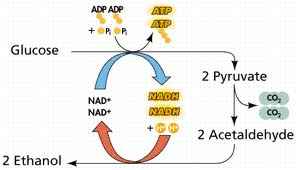 ADP ADP
+ Pi Pi
ATP
ATP
Glucose
2 Pyruvate
NAD+
NAD+
NADH
NADH
+ H+ H+
CO2
CO2
2 Acetaldehyde
2 Ethanol